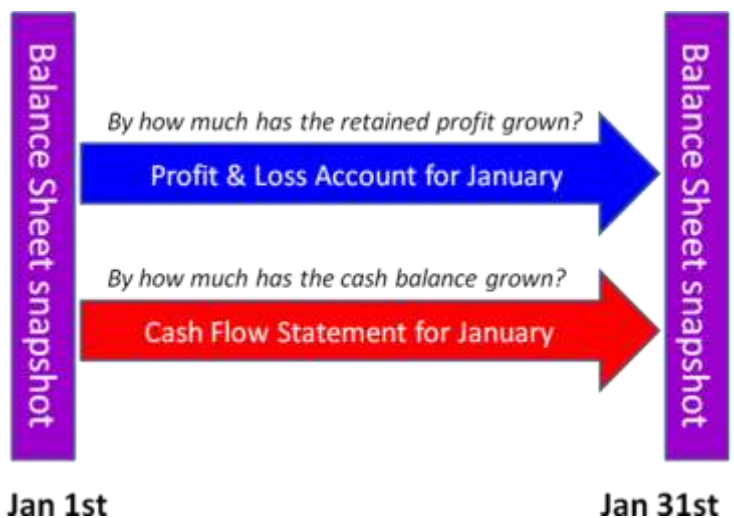 Balance Sheet snapshot
By how much has the retained profit grown?
Profit & Loss Account for January
By how much has the cash balance grown?
Cash Flow Statement for January
Balance Sheet snapshot
Jan 1st
Jan 31st